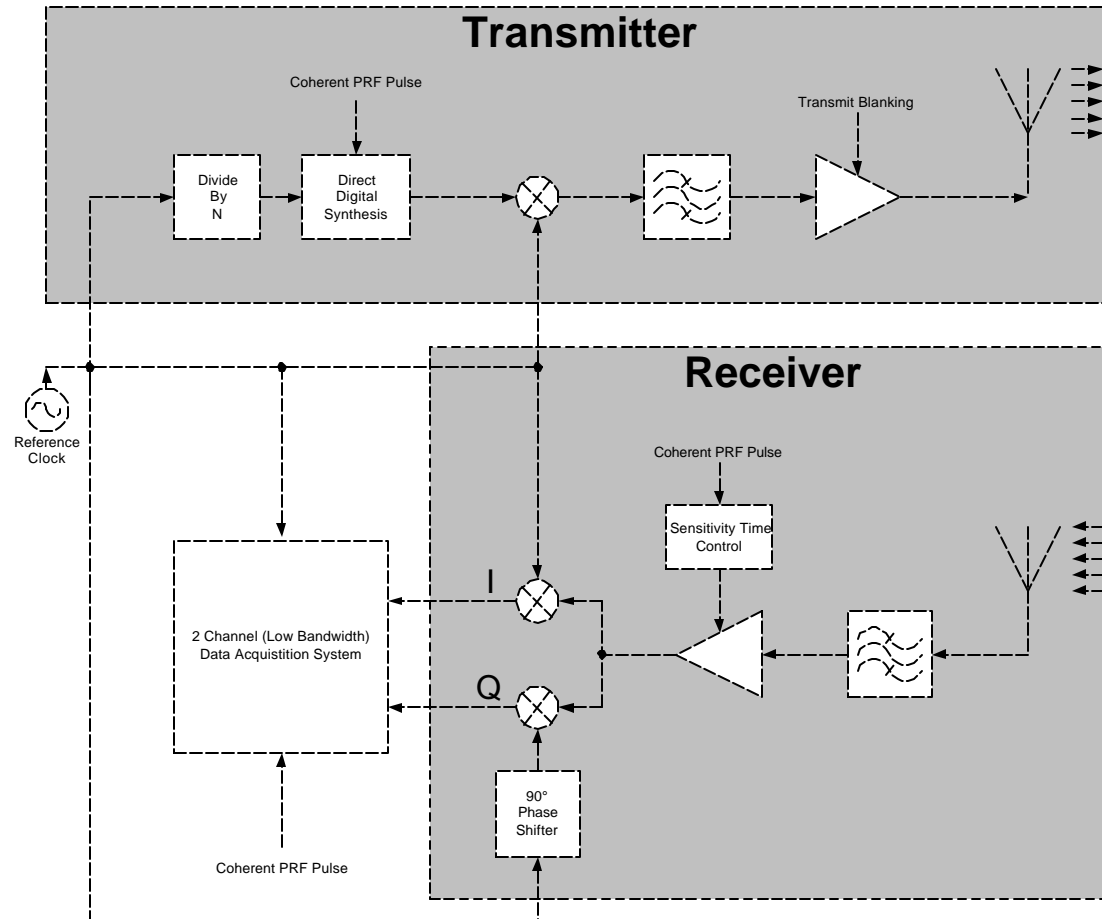 Transmitter
Coherent PRF Pulse
Transmit Blanking
Divide
By
N
Direct
Digital
Synthesis
Receiver
Reference
Clock
Coherent PRF Pulse
Sensitivity Time
Control
I
2 Channel (Low Bandwidth)
Data Acquistition System
Q
90°
Phase
Shifter
Coherent PRF Pulse